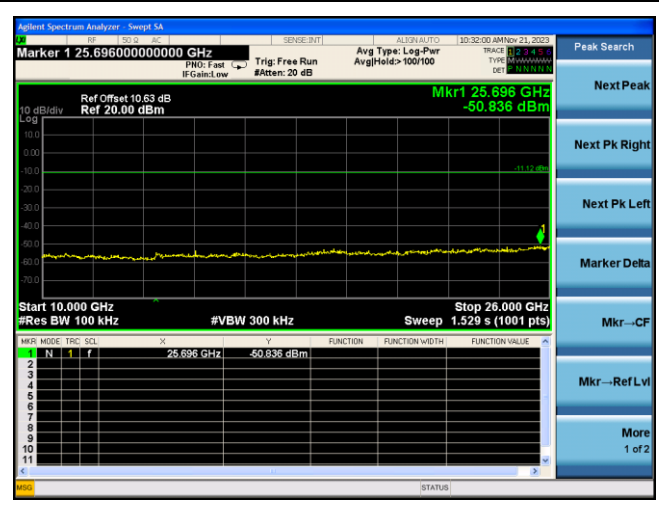 Agilent Spectrum Analyzer - Swept SA
RF 50 Ω AC SENSE:INT ALIGN AUTO 10:32:00 AM Nov 21, 2023
Marker 1 25.696000000000 GHz
PNO: Fast
IFGain:Low
Trig: Free Run
#Atten: 20 dB
Avg Type: Log-Pwr
Avg|Hold:> 100/100
TRACE 1 2 3 4 5 6
TYPE M
DET P N N N N N
Peak Search
Next Peak
Next Pk Right
Next Pk Left
Marker Delta
Mkr→CF
Mkr→RefLvl
More
1 of 2
Mkr1 25.696 GHz
-50.836 dBm
Ref Offset 10.63 dB
10 dB/div Ref 20.00 dBm
Log
10.0
0.00
-10.0
-11.12 dBm
-20.0
-30.0
-40.0
1
-50.0
-60.0
-70.0
Start 10.000 GHz Stop 26.000 GHz
#Res BW 100 kHz #VBW 300 kHz Sweep 1.529 s (1001 pts)
MKR MODE TRC SCL X Y FUNCTION FUNCTION WIDTH FUNCTION VALUE
1 N 1 f 25.696 GHz -50.836 dBm
2
3
4
5
6
7
8
9
10
11
MSG STATUS